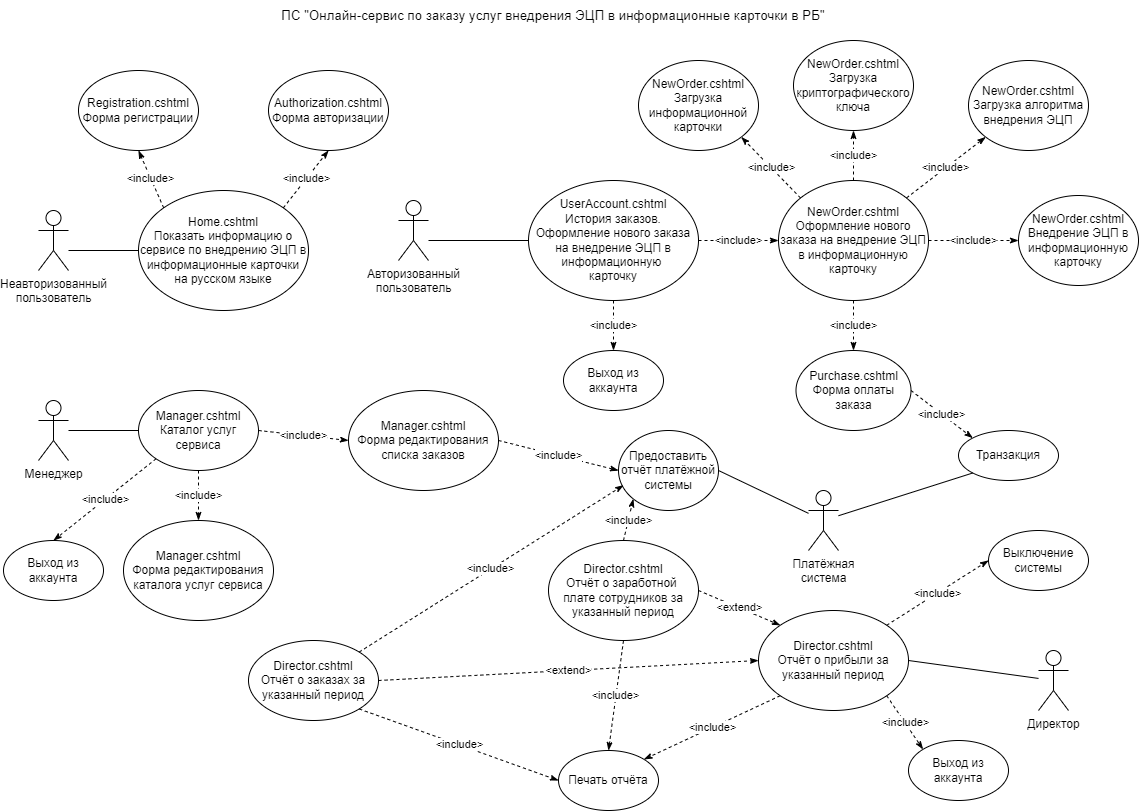 ПС "Онлайн-сервис по заказу услуг внедрения ЭЦП в информационные карточки в РБ"
Registration.cshtml
Форма регистрации
Authorization.cshtml
Форма авторизации
<include>
<include>
Home.cshtml
Показать информацию о
сервисе по внедрению ЭЦП в
информационные карточки
на русском языке
Неавторизованный
пользователь
NewOrder.cshtml
Загрузка
информационной
карточки
NewOrder.cshtml
Загрузка
криптографического
ключа
NewOrder.cshtml
Загрузка алгоритма
внедрения ЭЦП
<include>
<include>
<include>
Авторизованный
пользователь
UserAccount.cshtml
История заказов.
Оформление нового заказа
на внедрение ЭЦП в
информационную
карточку
<include>
NewOrder.cshtml
Оформление нового
заказа на внедрение ЭЦП
в информационную
карточку
<include>
NewOrder.cshtml
Внедрение ЭЦП в
информационную
карточку
<include>
Выход из
аккаунта
<include>
Purchase.cshtml
Форма оплаты
заказа
<include>
Транзакция
Менеджер
Manager.cshtml
Каталог услуг
сервиса
<include>
Manager.cshtml
Форма редактирования
списка заказов
<include>
Предоставить
отчёт платёжной
системы
<include>
<include>
Выход из
аккаунта
Manager.cshtml
Форма редактирования
каталога услуг сервиса
Платёжная
система
<include>
<include>
Director.cshtml
Отчёт о заработной
плате сотрудников за
указанный период
<extend>
<include>
Выключение
системы
Director.cshtml
Отчёт о заказах за
указанный период
<extend>
Director.cshtml
Отчёт о прибыли за
указанный период
Директор
<include>
<include>
<include>
<include>
Печать отчёта
Выход из
аккаунта